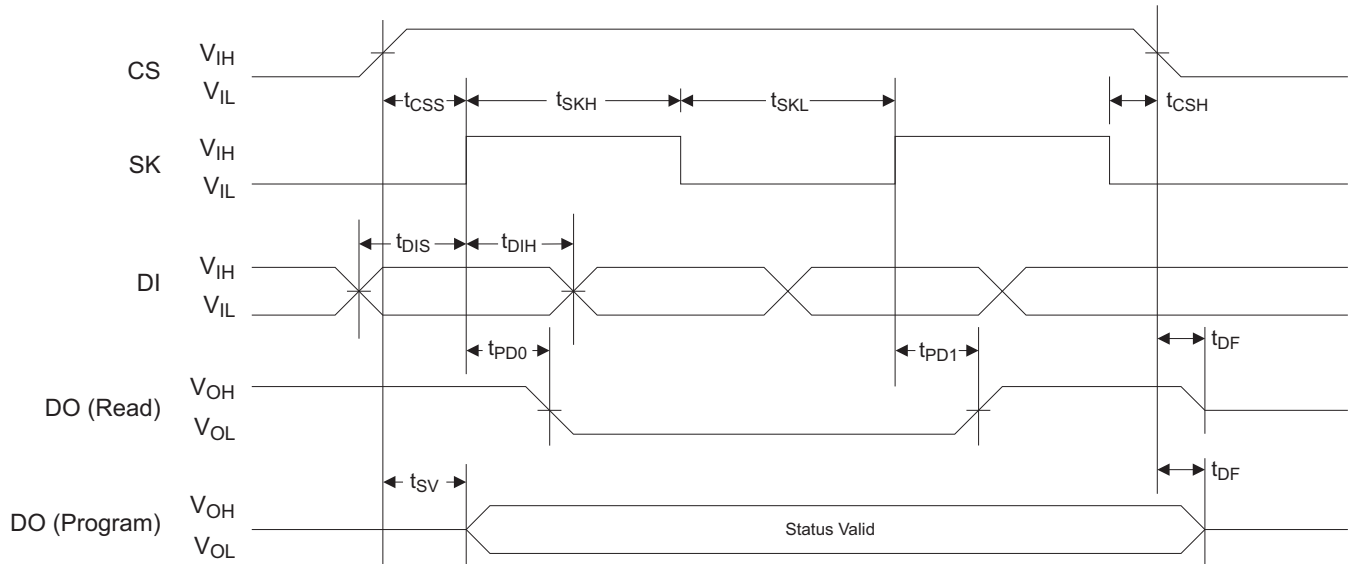 CS VIH
VIL
tCSS tSKH tSKL tCSH
SK VIH
VIL
tDIS tDIH
DI VIH
VIL
tPD0 tPD1 tDF
DO (Read) VOH
VOL
tSV tDF
DO (Program) VOH
VOL
Status Valid